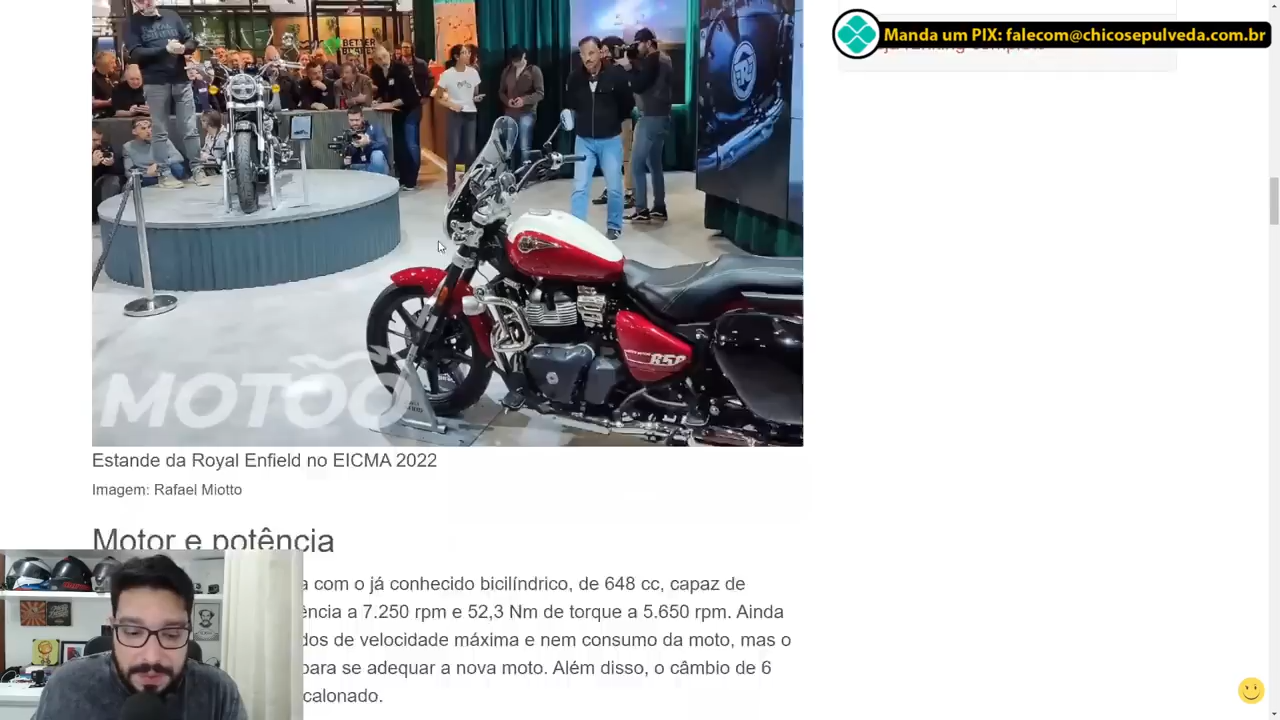 Manda um PIX: falecom@chicosepulveda.com.br
BETTER
MOTOO
Estande da Royal Enfield no EICMA 2022
Imagem: Rafael Miotto
Motor e potência
com o já conhecido bicilíndrico, de 648 cc, capaz de
ência a 7.250 rpm e 52,3 Nm de torque a 5.650 rpm. Ainda
dos de velocidade máxima e nem consumo da moto, mas o
para se adequar a nova moto. Além disso, o câmbio de 6
calonado.